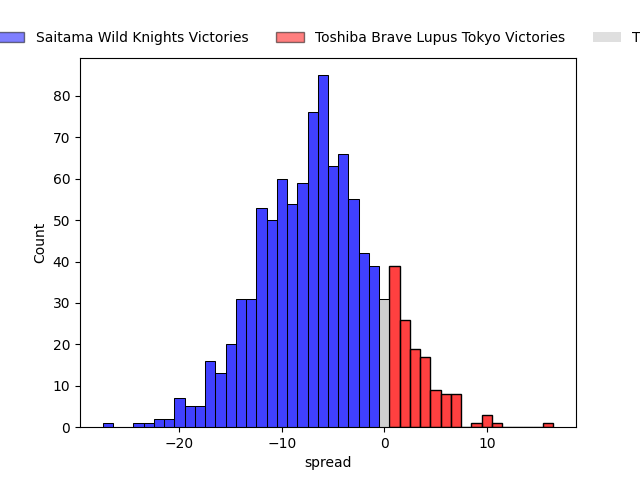 Saitama Wild Knights Victories Toshiba Brave Lupus Tokyo Victories T
80
70
60
50
40
30
20
10
0
Count
−20 −10 0 10
spread